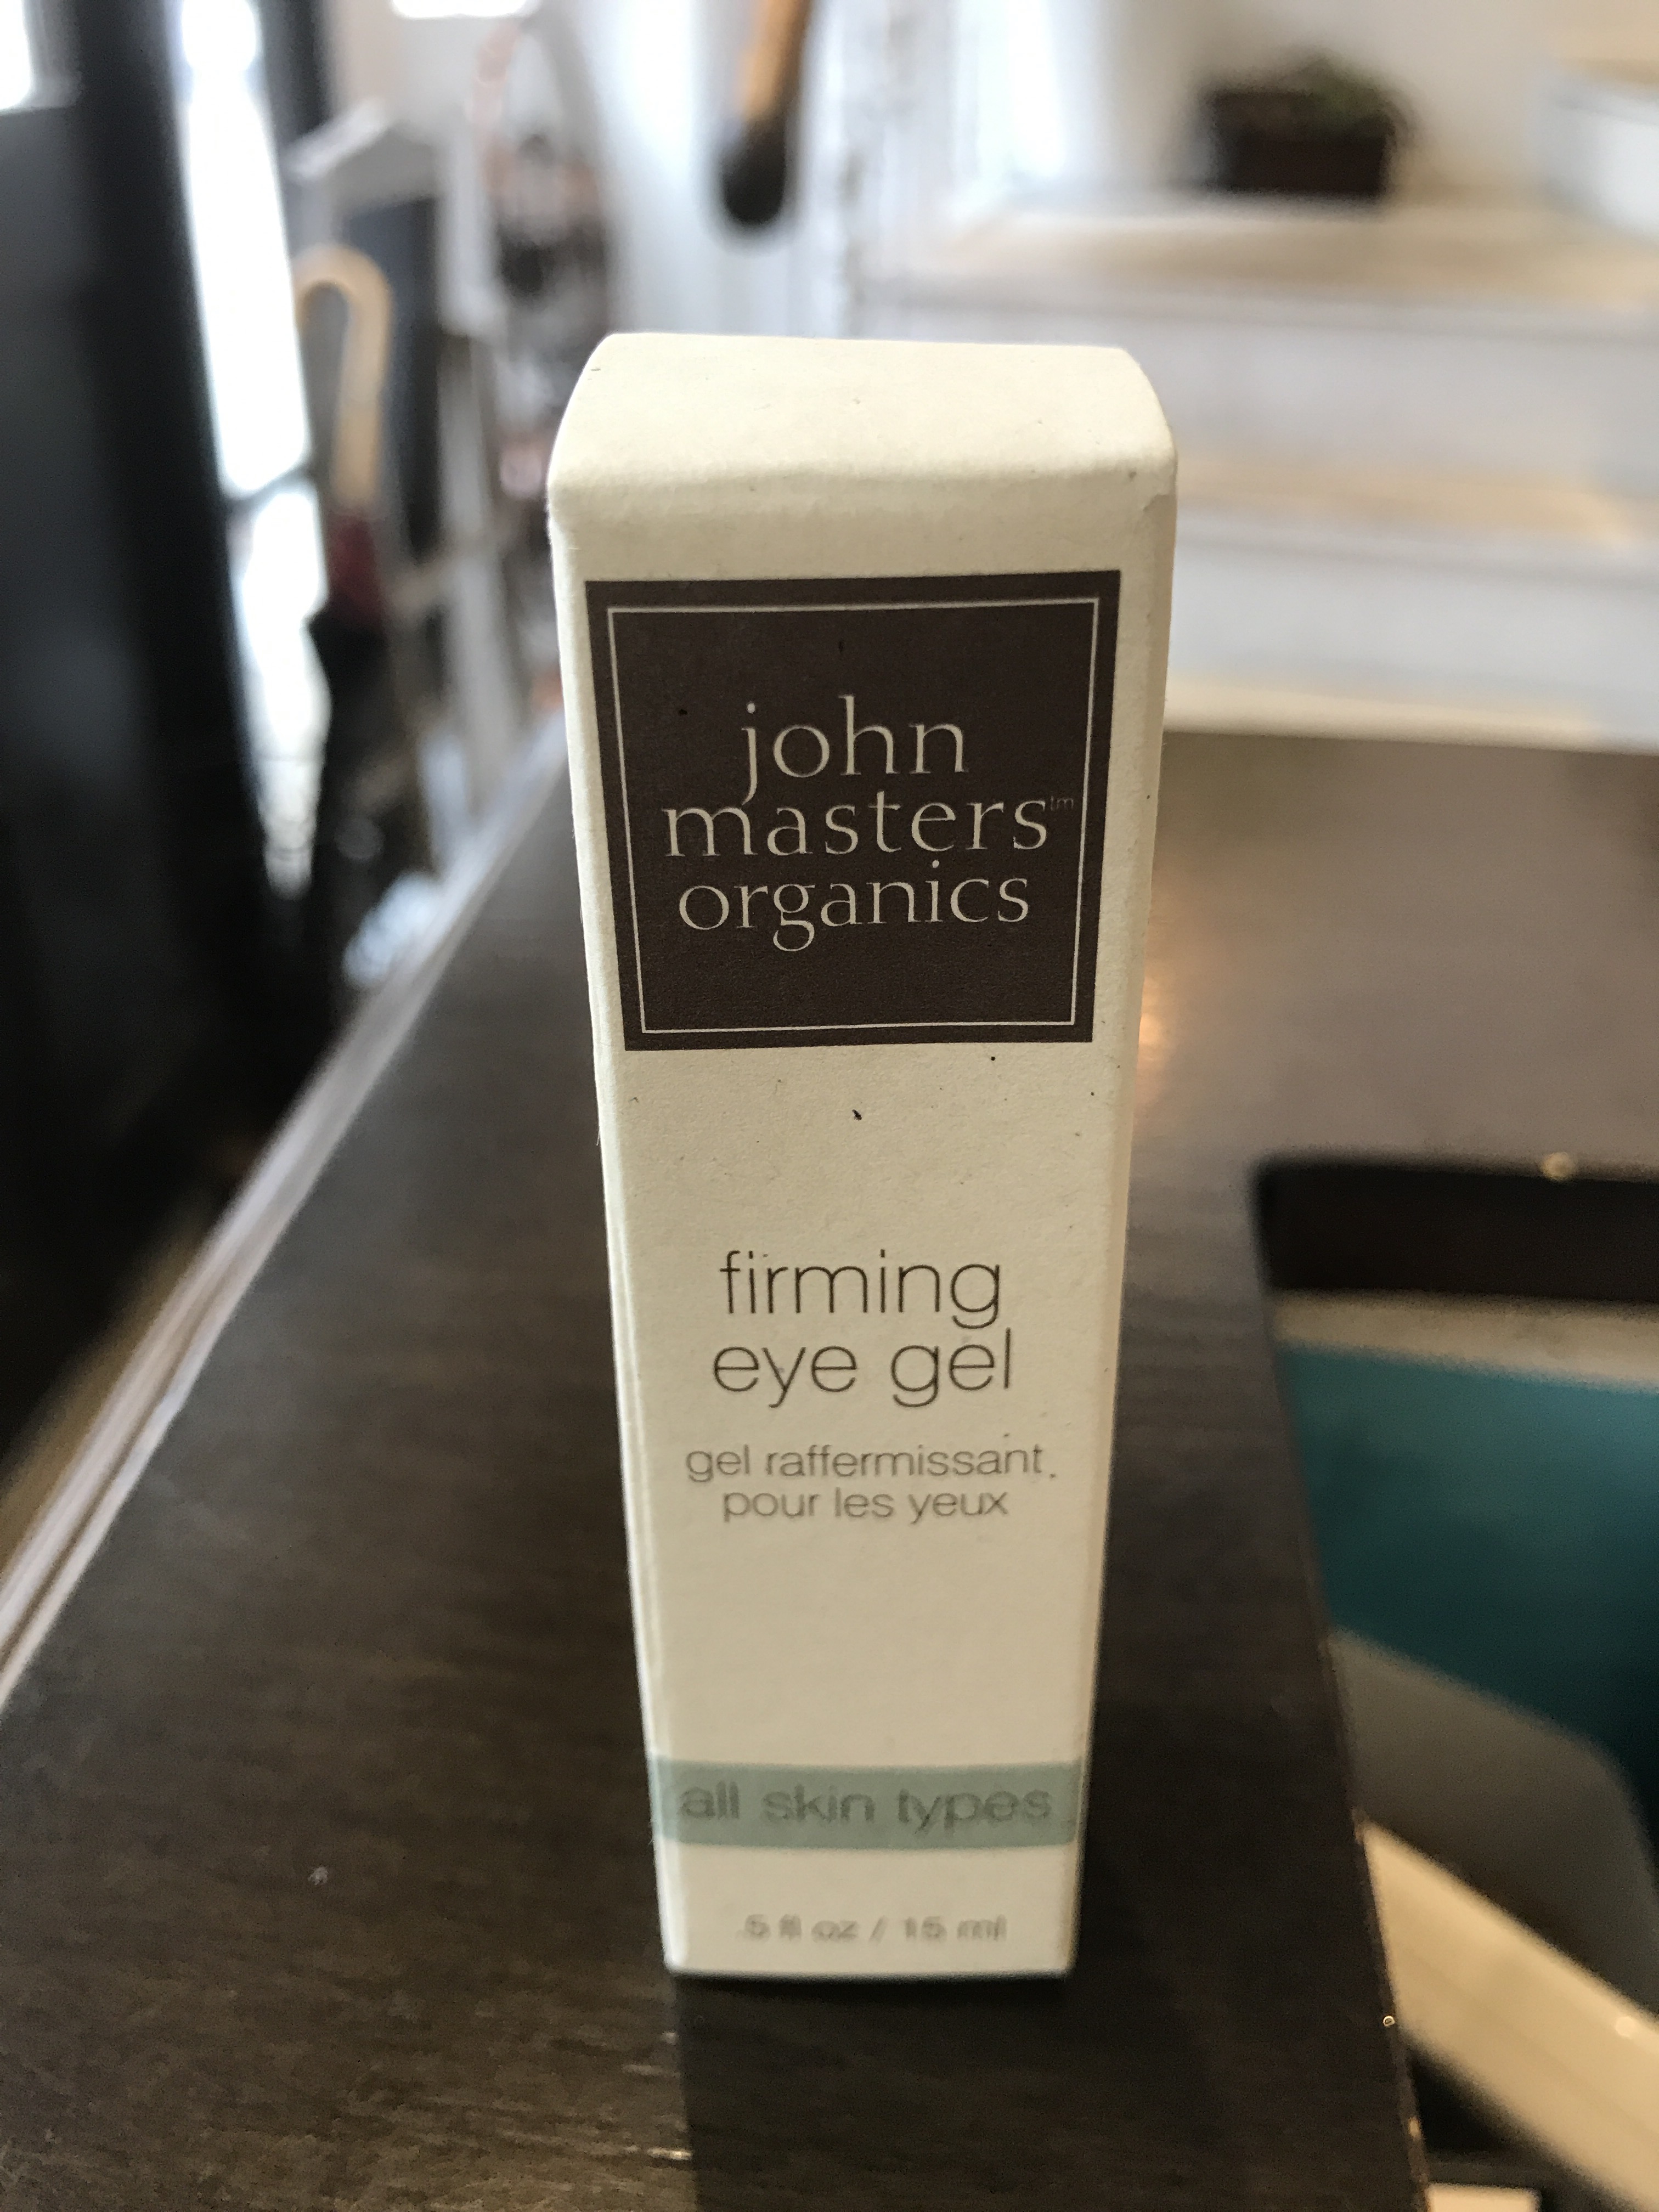 john
masters™
organics
firming
eye gel
gel raffermissant
pour les yeux
all skin types
.5 fl oz / 15 ml